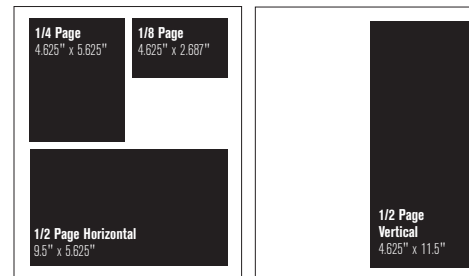 1/4 Page
4.625" x 5.625"
1/8 Page
4.625" x 2.687"
1/2 Page Horizontal
9.5" x 5.625"
1/2 Page
Vertical
4.625" x 11.5"